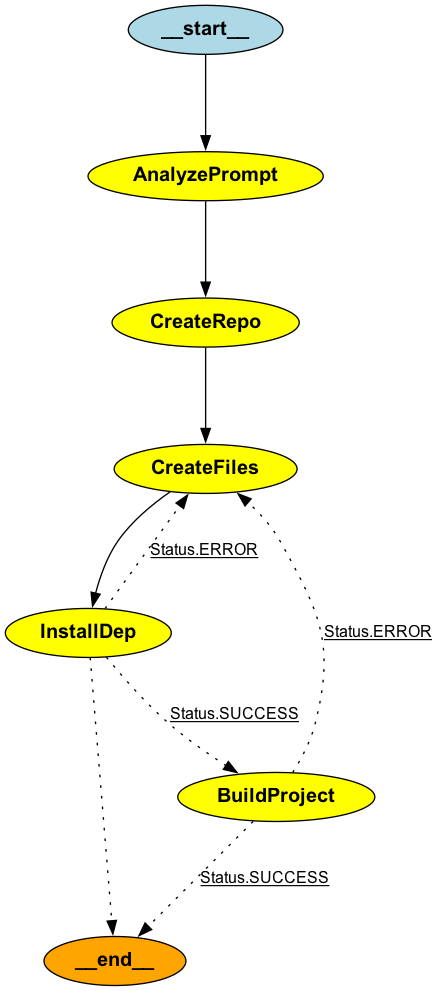 __start__
AnalyzePrompt
CreateRepo
CreateFiles
Status.ERROR
InstallDep
Status.ERROR
Status.SUCCESS
BuildProject
Status.SUCCESS
__end__